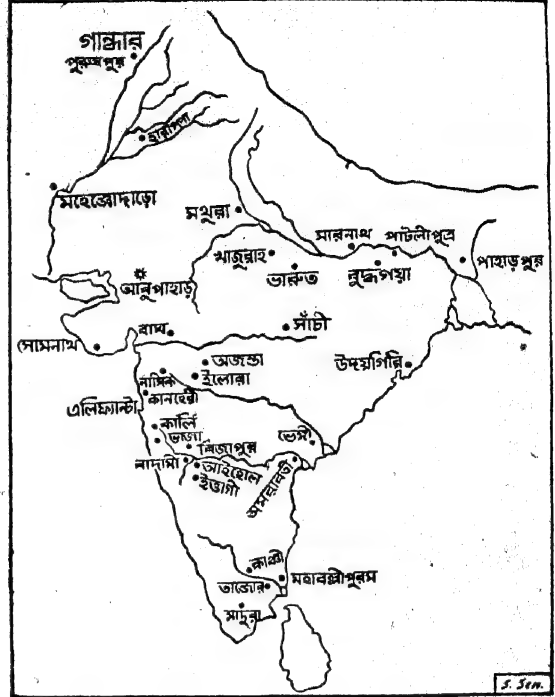 গান্ধার
পুরুষপুর
হারাপ্পা
মহেঞ্জোদাড়ো
মথুরা
সারনাথ
পাটলীপুত্র
খাজুরাহ
ভারুত
বুদ্ধগয়া
পাহাড়পুর
আবুপাহাড়
সোমনাথ
বাঘ
সাঁচী
অজন্তা
উদয়গিরি
নাসিক
ইলোরা
কানহেরী
এলিফ্যান্টা
কার্লি
ভাজা
বিজাপুর
ভেঙ্গী
বাদামী
আইহোল
অমরাবতী
ইত্তাগী
কাঞ্চী
মহাবল্লীপুরম
তাঞ্জোর
মাদুরা
S. Sen.